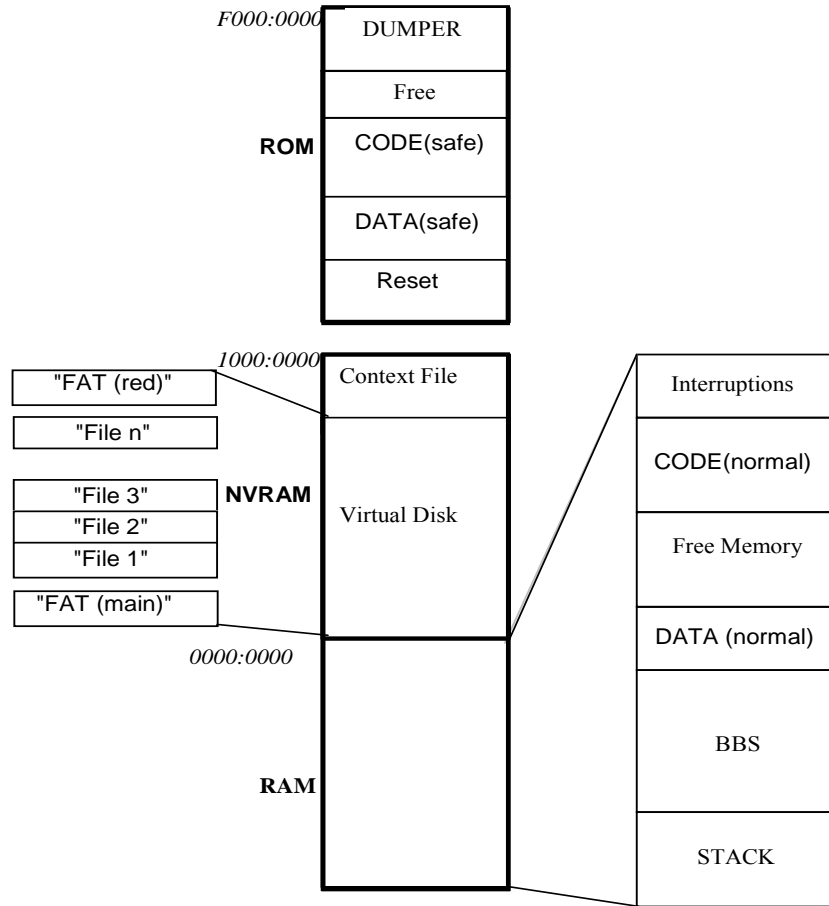 F000:0000
DUMPER
Free
ROM
CODE(safe)
DATA(safe)
Reset
1000:0000
Context File
"FAT (red)"
"File n"
"File 3"
"File 2"
"File 1"
"FAT (main)"
NVRAM
Virtual Disk
0000:0000
RAM
Interruptions
CODE(normal)
Free Memory
DATA (normal)
BBS
STACK